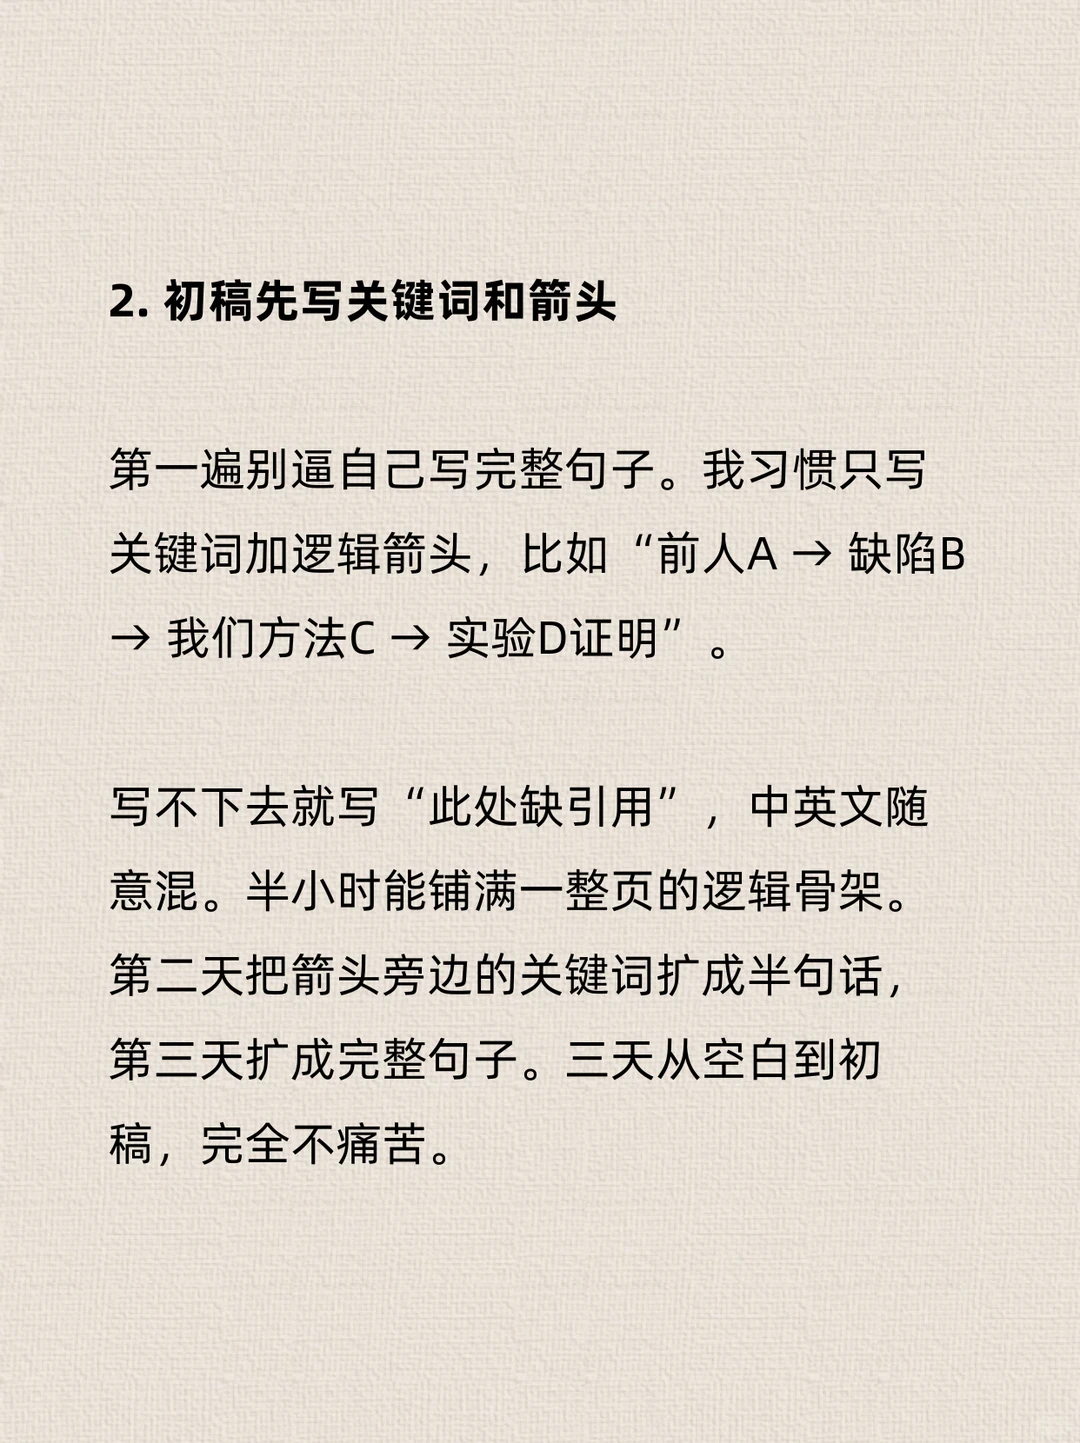 2. 初稿先写关键词和箭头
第一遍别逼自己写完整句子。我习惯只写
关键词加逻辑箭头，比如“前人A → 缺陷B
→ 我们方法C → 实验D证明”。
写不下去就写“此处缺引用”，中英文随
意混。半小时能铺满一整页的逻辑骨架。
第二天把箭头旁边的关键词扩成半句话，
第三天扩成完整句子。三天从空白到初
稿，完全不痛苦。